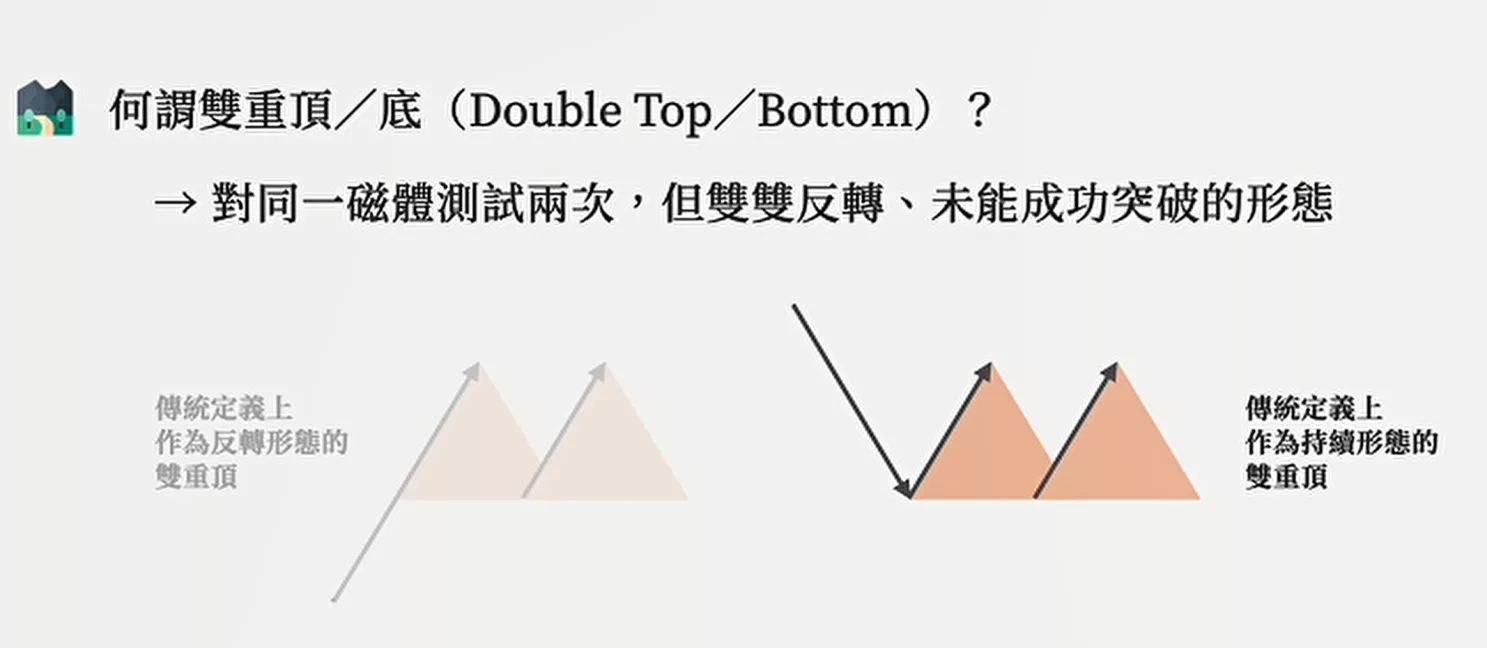 何謂雙重頂／底（Double Top／Bottom）？
→ 對同一磁體測試兩次，但雙雙反轉、未能成功突破的形態
傳統定義上
作為反轉形態的
雙重頂
傳統定義上
作為持續形態的
雙重頂